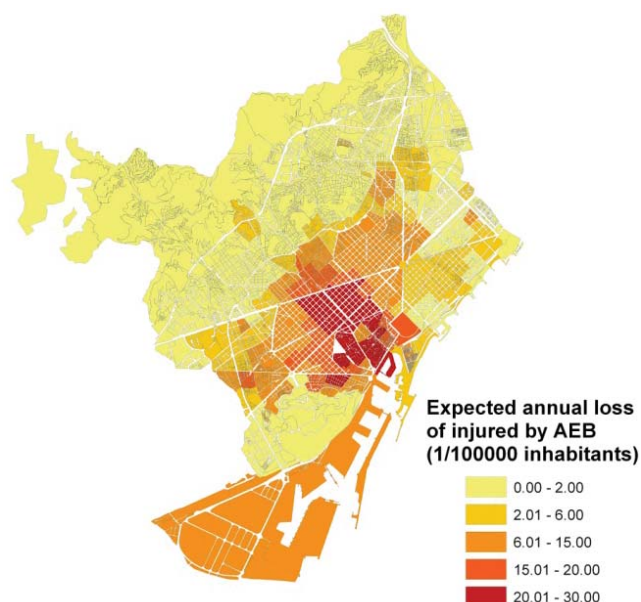 Expected annual loss
of injured by AEB
(1/100000 inhabitants)
0.00 - 2.00
2.01 - 6.00
6.01 - 15.00
15.01 - 20.00
20.01 - 30.00